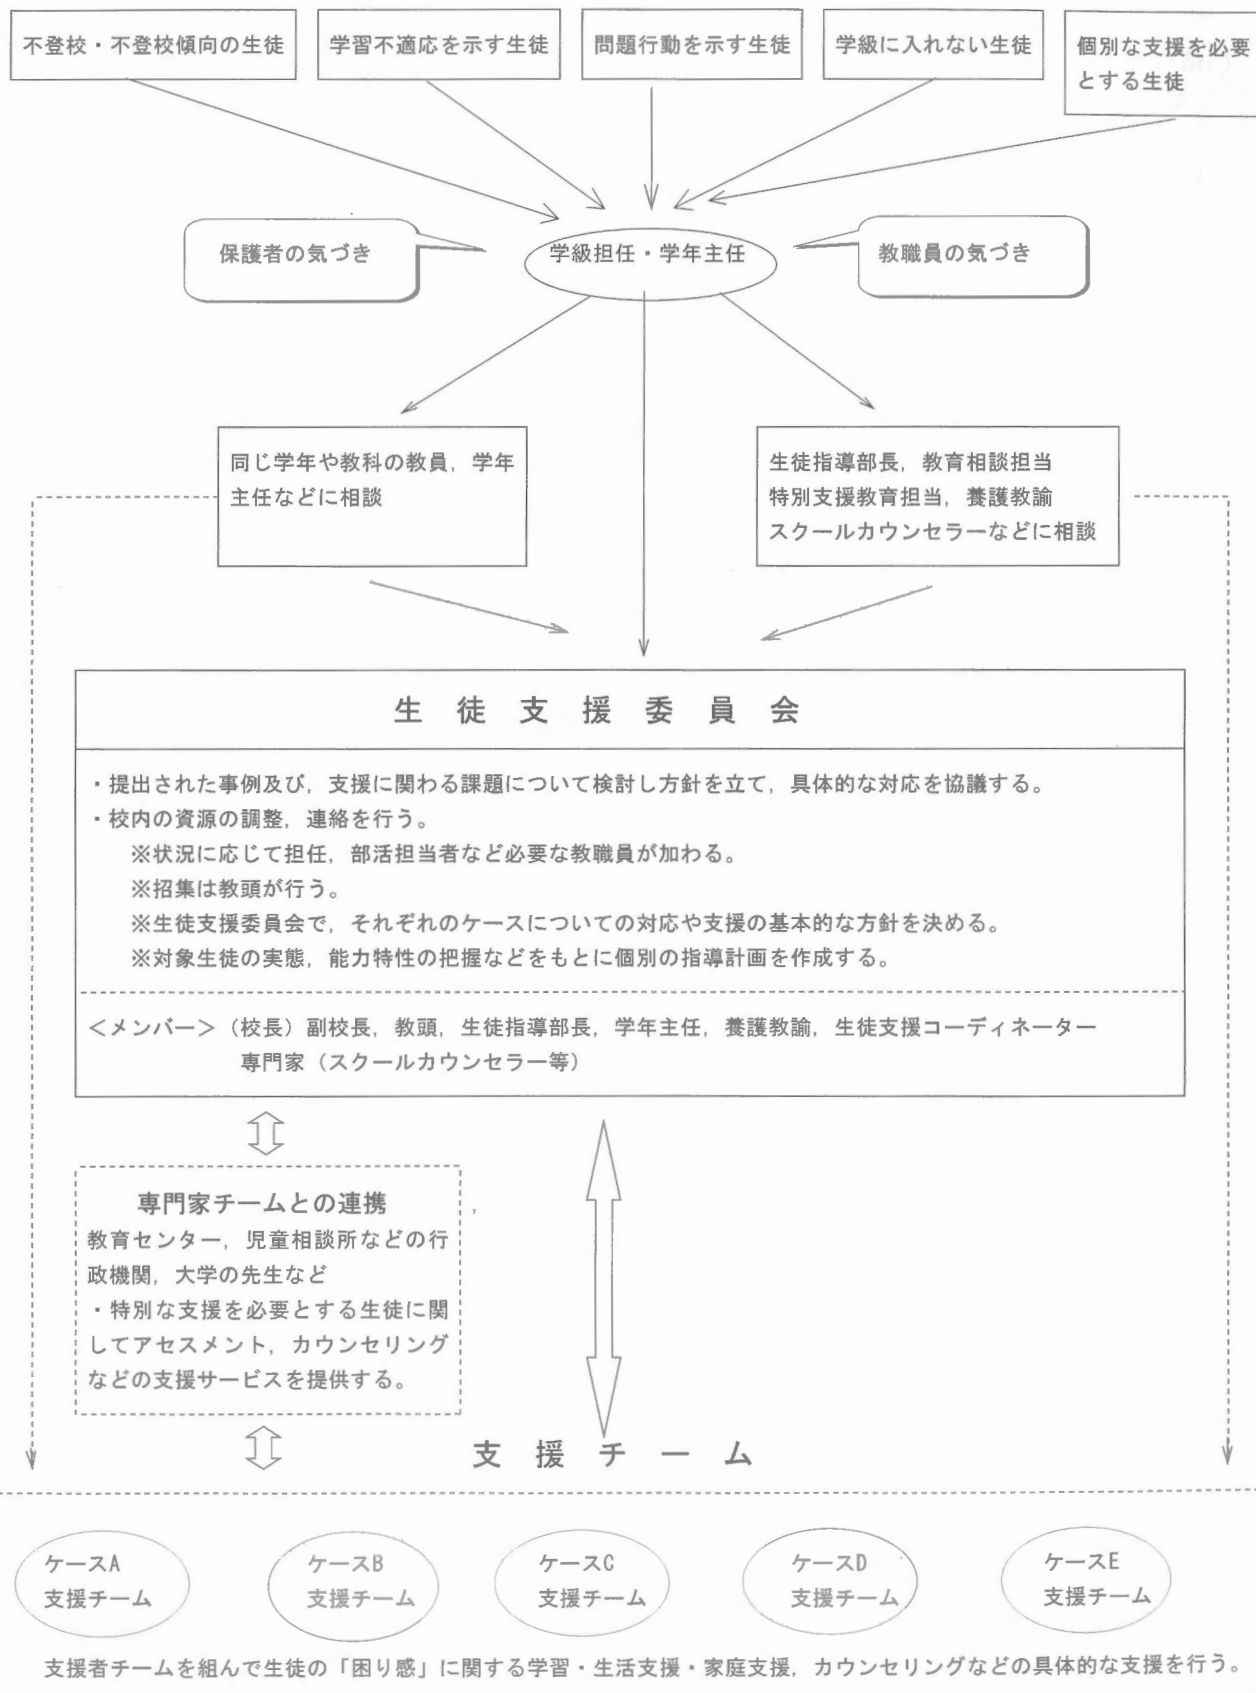 不登校・不登校傾向の生徒
学習不適応を示す生徒
問題行動を示す生徒
学級に入れない生徒
個別な支援を必要
とする生徒
保護者の気づき
学級担任・学年主任
教職員の気づき
同じ学年や教科の教員，学年
主任などに相談
生徒指導部長，教育相談担当
特別支援教育担当，養護教諭
スクールカウンセラーなどに相談
生徒支援委員会
・提出された事例及び，支援に関わる課題について検討し方針を立て，具体的な対応を協議する。
・校内の資源の調整，連絡を行う。
※状況に応じて担任，部活担当者など必要な教職員が加わる。
※招集は教頭が行う。
※生徒支援委員会で，それぞれのケースについての対応や支援の基本的な方針を決める。
※対象生徒の実態，能力特性の把握などをもとに個別の指導計画を作成する。
＜メンバー＞（校長）副校長，教頭，生徒指導部長，学年主任，養護教諭，生徒支援コーディネーター
専門家（スクールカウンセラー等）
専門家チームとの連携
教育センター，児童相談所などの行
政機関，大学の先生など
・特別な支援を必要とする生徒に関
してアセスメント，カウンセリング
などの支援サービスを提供する。
支援チーム
ケースA
支援チーム
ケースB
支援チーム
ケースC
支援チーム
ケースD
支援チーム
ケースE
支援チーム
支援者チームを組んで生徒の「困り感」に関する学習・生活支援・家庭支援，カウンセリングなどの具体的な支援を行う。